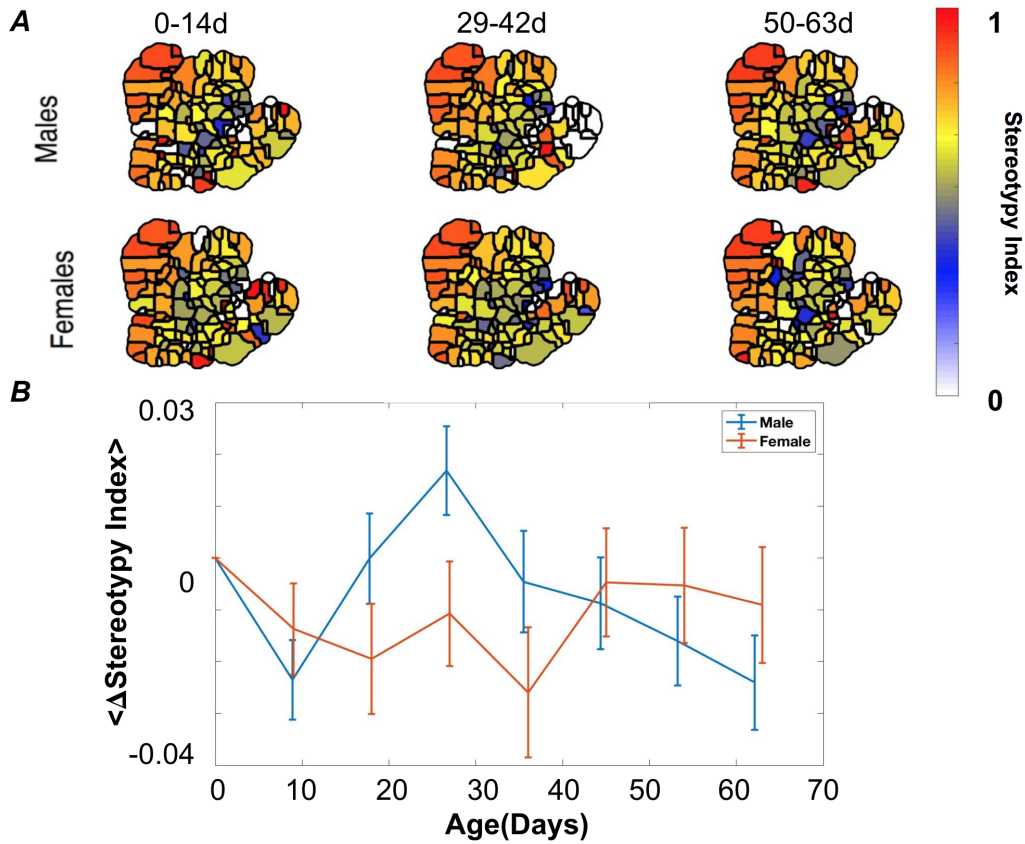 A
0-14d
29-42d
50-63d
1
Males
Females
Stereotypy Index
0
B
0.03
0
-0.04
<ΔStereotypy Index>
Male
Female
0
10
20
30
40
50
60
70
Age(Days)